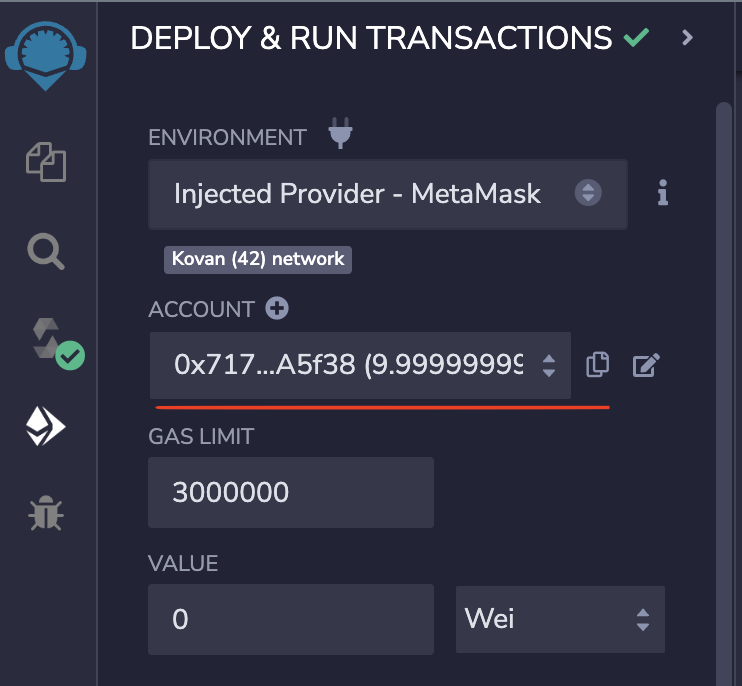 DEPLOY & RUN TRANSACTIONS
ENVIRONMENT
Injected Provider - MetaMask
Kovan (42) network
ACCOUNT
0x717...A5f38 (9.99999999
GAS LIMIT
3000000
VALUE
0 Wei